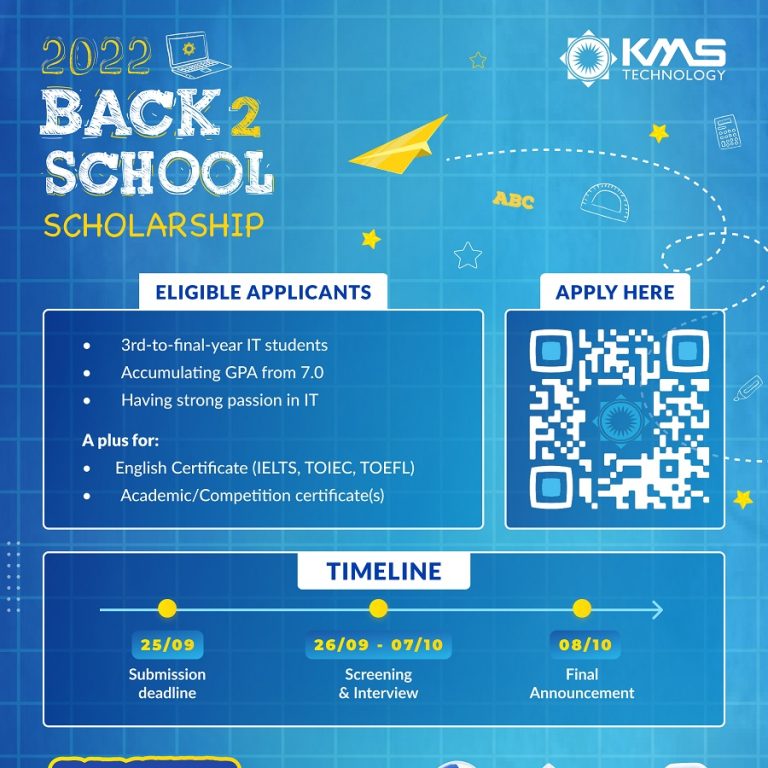 2022
BACK 2
SCHOOL
SCHOLARSHIP
KMS
TECHNOLOGY
ABC
ELIGIBLE APPLICANTS
• 3rd-to-final-year IT students
• Accumulating GPA from 7.0
• Having strong passion in IT
A plus for:
• English Certificate (IELTS, TOIEC, TOEFL)
• Academic/Competition certificate(s)
APPLY HERE
TIMELINE
25/09
Submission
deadline
26/09 - 07/10
Screening
& Interview
08/10
Final
Announcement